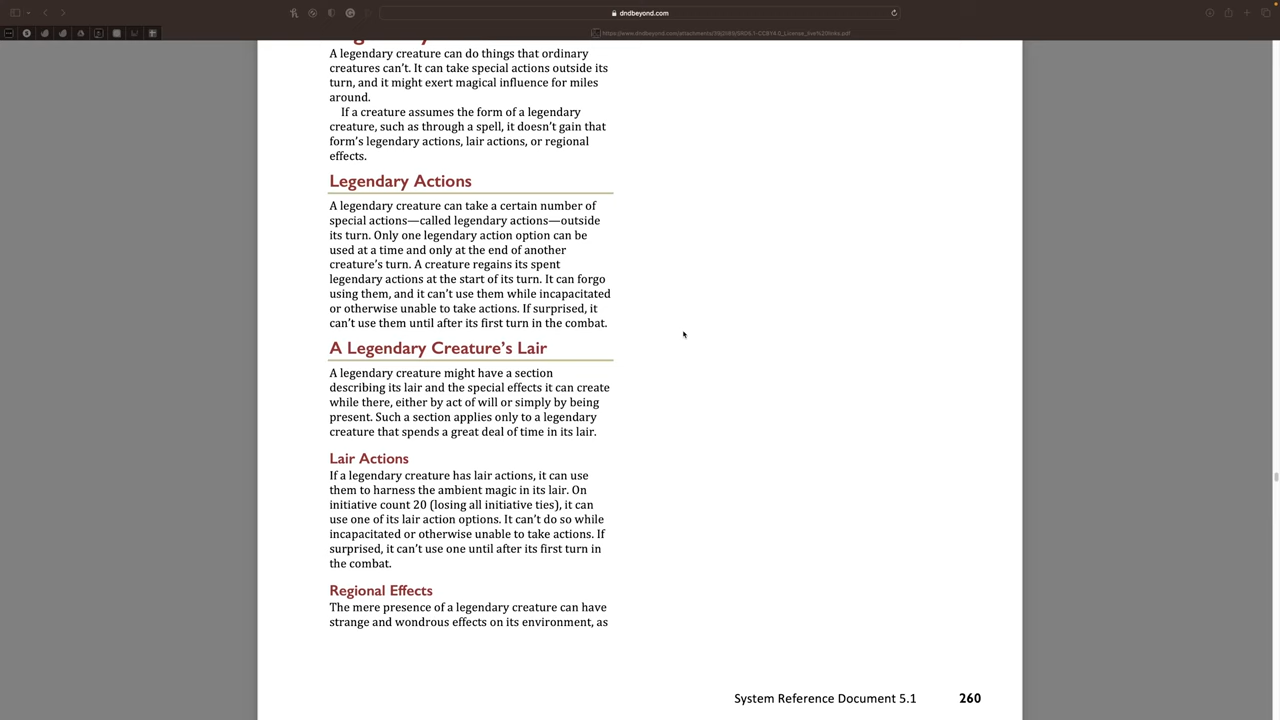 dndbeyond.com
A legendary creature can do things that ordinary
creatures can’t. It can take special actions outside its
turn, and it might exert magical influence for miles
around.
If a creature assumes the form of a legendary
creature, such as through a spell, it doesn’t gain that
form’s legendary actions, lair actions, or regional
effects.
Legendary Actions
A legendary creature can take a certain number of
special actions—called legendary actions—outside
its turn. Only one legendary action option can be
used at a time and only at the end of another
creature’s turn. A creature regains its spent
legendary actions at the start of its turn. It can forgo
using them, and it can’t use them while incapacitated
or otherwise unable to take actions. If surprised, it
can’t use them until after its first turn in the combat.
A Legendary Creature’s Lair
A legendary creature might have a section
describing its lair and the special effects it can create
while there, either by act of will or simply by being
present. Such a section applies only to a legendary
creature that spends a great deal of time in its lair.
Lair Actions
If a legendary creature has lair actions, it can use
them to harness the ambient magic in its lair. On
initiative count 20 (losing all initiative ties), it can
use one of its lair action options. It can’t do so while
incapacitated or otherwise unable to take actions. If
surprised, it can’t use one until after its first turn in
the combat.
Regional Effects
The mere presence of a legendary creature can have
strange and wondrous effects on its environment, as
System Reference Document 5.1 260